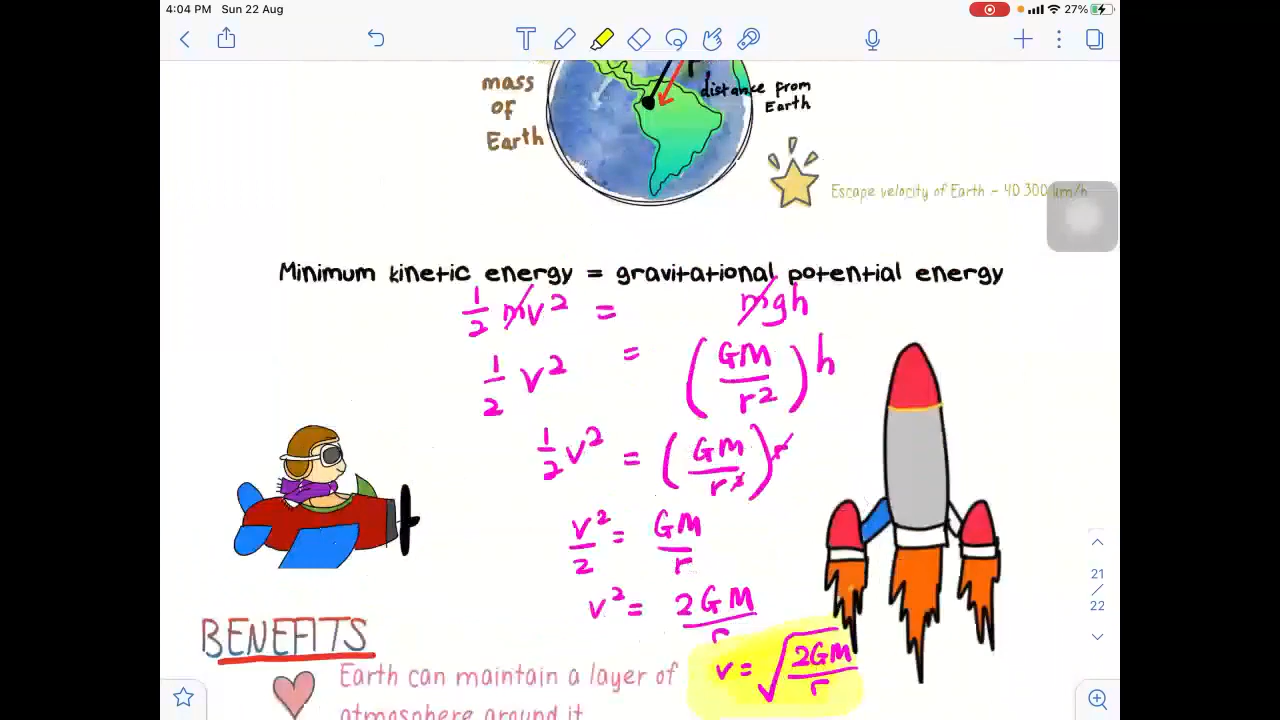 4:04 PM Sun 22 Aug
27%
T
mass
of
Earth
r
distance from
Earth
Escape velocity of Earth - 40 300 km/h
Minimum kinetic energy = gravitational potential energy
1/2 mv² = mgh
1/2 v² = (GM/r²)h
1/2 v² = (GM/r²)r
v²/2 = GM/r
v² = 2GM/r
v = √(2GM/r)
21
/
22
BENEFITS
Earth can maintain a layer of
atmosphere around it